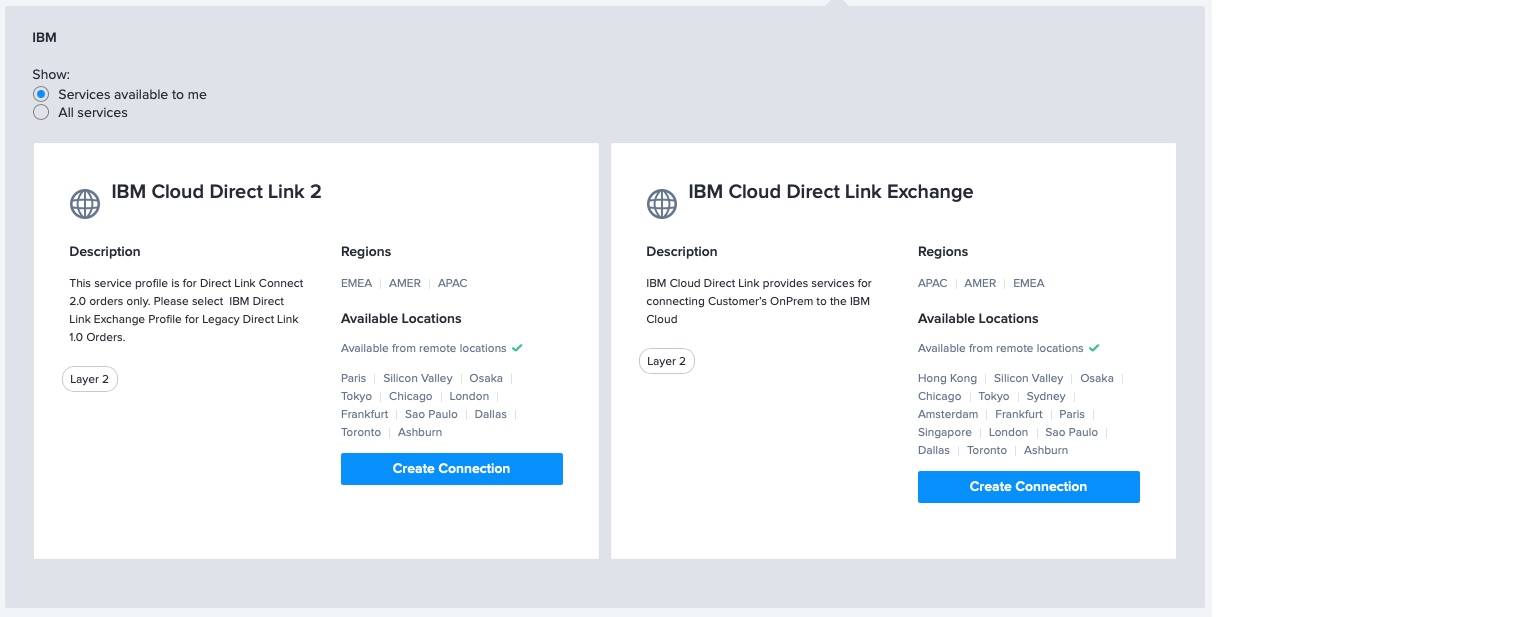 IBM
Show:
Services available to me
All services
IBM Cloud Direct Link 2
Description
This service profile is for Direct Link Connect
2.0 orders only. Please select  IBM Direct
Link Exchange Profile for Legacy Direct Link
1.0 Orders.
Layer 2
Regions
EMEA | AMER | APAC
Available Locations
Available from remote locations ✓
Paris | Silicon Valley | Osaka |
Tokyo | Chicago | London |
Frankfurt | Sao Paulo | Dallas |
Toronto | Ashburn
Create Connection
IBM Cloud Direct Link Exchange
Description
IBM Cloud Direct Link provides services for
connecting Customer's OnPrem to the IBM
Cloud
Layer 2
Regions
APAC | AMER | EMEA
Available Locations
Available from remote locations ✓
Hong Kong | Silicon Valley | Osaka |
Chicago | Tokyo | Sydney |
Amsterdam | Frankfurt | Paris |
Singapore | London | Sao Paulo |
Dallas | Toronto | Ashburn
Create Connection